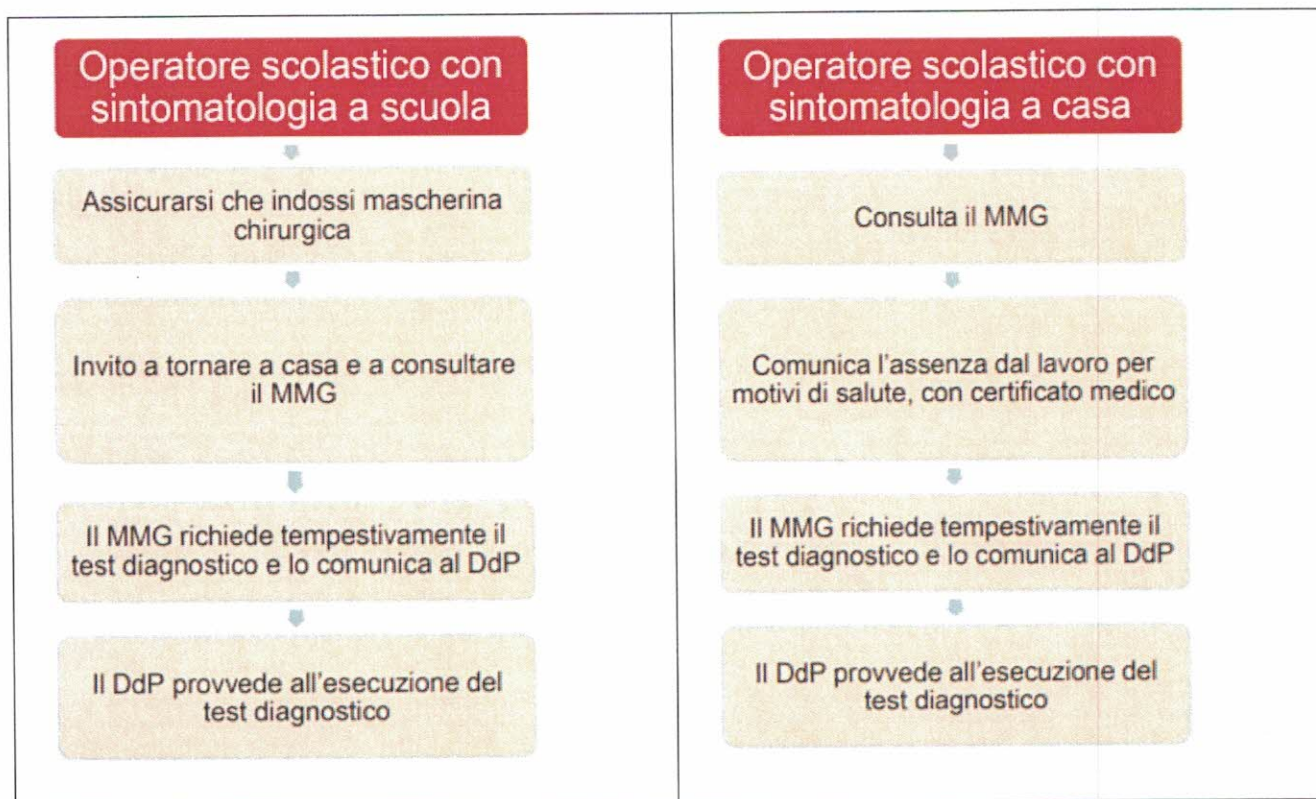 Operatore scolastico con
sintomatologia a scuola
Assicurarsi che indossi mascherina
chirurgica
Invito a tornare a casa e a consultare
il MMG
Il MMG richiede tempestivamente il
test diagnostico e lo comunica al DdP
Il DdP provvede all'esecuzione del
test diagnostico
Operatore scolastico con
sintomatologia a casa
Consulta il MMG
Comunica l'assenza dal lavoro per
motivi di salute, con certificato medico
Il MMG richiede tempestivamente il
test diagnostico e lo comunica al DdP
Il DdP provvede all'esecuzione del
test diagnostico